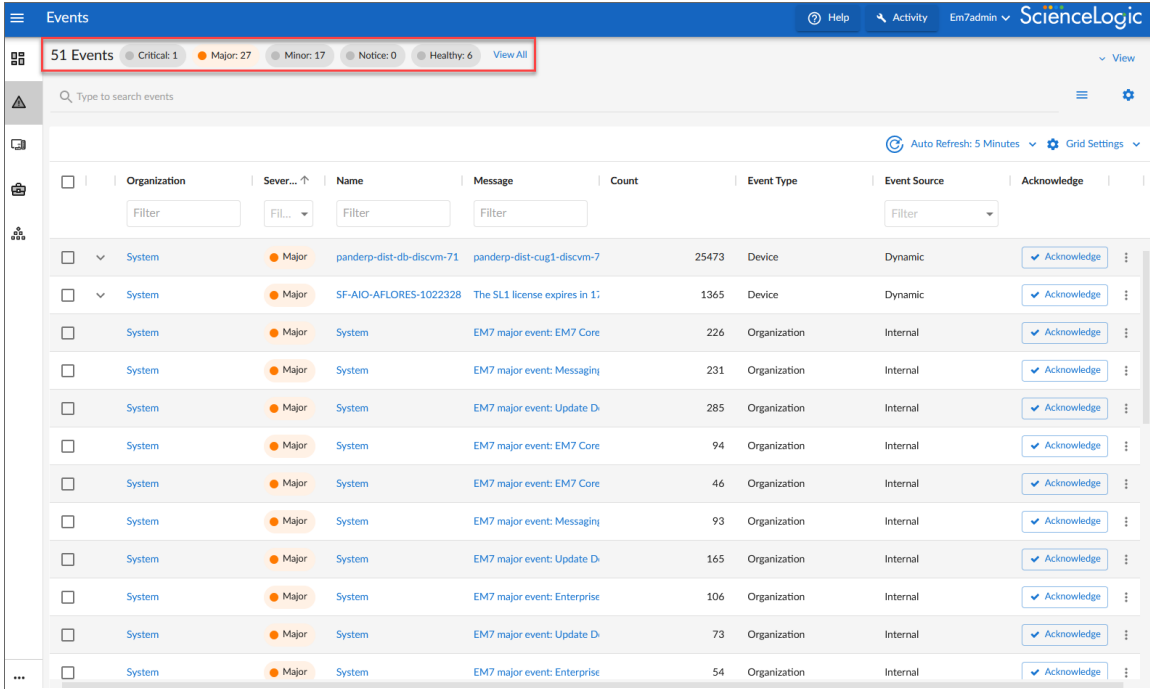 Events Help Activity Em7admin ScienceLogic
51 Events Critical: 1 Major: 27 Minor: 17 Notice: 0 Healthy: 6 View All
View
Type to search events
Auto Refresh: 5 Minutes Grid Settings
Organization Sever... Name Message Count Event Type Event Source Acknowledge
Filter Fil... Filter Filter Filter
System Major panderp-dist-db-discvm-71 panderp-dist-cug1-discvm-7 25473 Device Dynamic Acknowledge
System Major SF-AIO-AFLORES-1022328 The SL1 license expires in 17 1365 Device Dynamic Acknowledge
System Major System EM7 major event: EM7 Core 226 Organization Internal Acknowledge
System Major System EM7 major event: Messaging 231 Organization Internal Acknowledge
System Major System EM7 major event: Update D 285 Organization Internal Acknowledge
System Major System EM7 major event: EM7 Core 94 Organization Internal Acknowledge
System Major System EM7 major event: EM7 Core 46 Organization Internal Acknowledge
System Major System EM7 major event: Messaging 93 Organization Internal Acknowledge
System Major System EM7 major event: Update D 165 Organization Internal Acknowledge
System Major System EM7 major event: Enterprise 106 Organization Internal Acknowledge
System Major System EM7 major event: Update D 73 Organization Internal Acknowledge
System Major System EM7 major event: Enterprise 54 Organization Internal Acknowledge